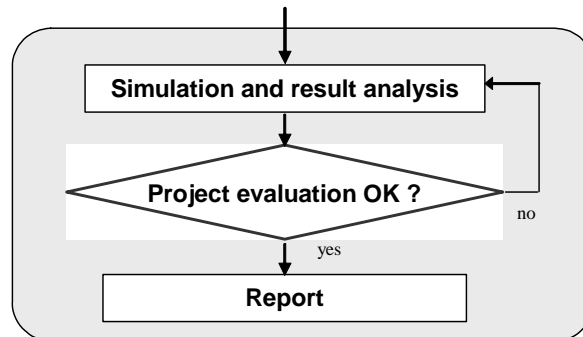 Simulation and result analysis
Project evaluation OK ?
no
yes
Report